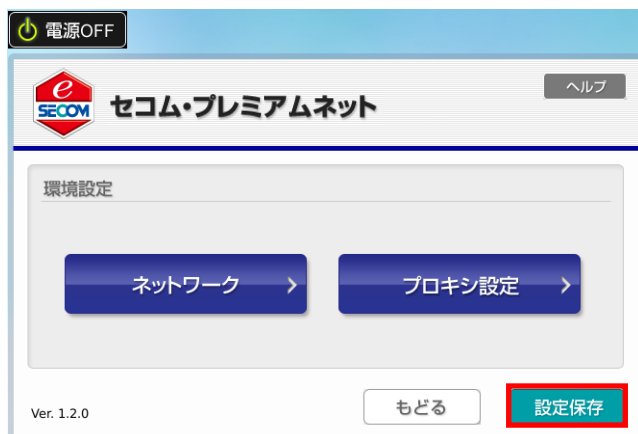 電源OFF
ヘルプ
e
SECOM
セコム・プレミアムネット
環境設定
ネットワーク
プロキシ設定
Ver. 1.2.0
もどる
設定保存